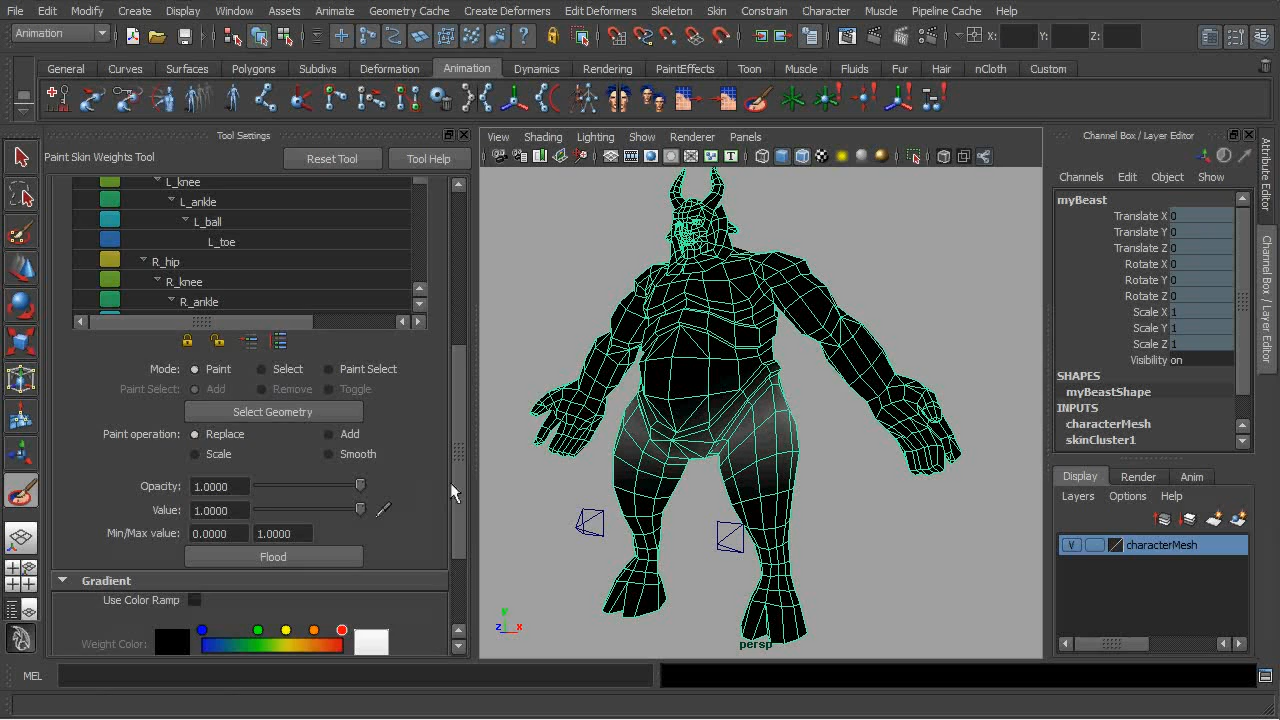 File Edit Modify Create Display Window Assets Animate Geometry Cache Create Deformers Edit Deformers Skeleton Skin Constrain Character Muscle Pipeline Cache Help
Animation X: Y: Z:
General Curves Surfaces Polygons Subdivs Deformation Animation Dynamics Rendering PaintEffects Toon Muscle Fluids Fur Hair nCloth Custom
Tool Settings
Paint Skin Weights Tool Reset Tool Tool Help
L_knee
L_ankle
L_ball
L_toe
R_hip
R_knee
R_ankle
Mode: Paint Select Paint Select
Paint Select: Add Remove Toggle
Select Geometry
Paint operation: Replace Add
Scale Smooth
Opacity: 1.0000
Value: 1.0000
Min/Max value: 0.0000 1.0000
Flood
Gradient
Use Color Ramp
Weight Color:
View Shading Lighting Show Renderer Panels
y
z x
persp
Channel Box / Layer Editor
Channels Edit Object Show
myBeast
Translate X 0
Translate Y 0
Translate Z 0
Rotate X 0
Rotate Y 0
Rotate Z 0
Scale X 1
Scale Y 1
Scale Z 1
Visibility on
SHAPES
myBeastShape
INPUTS
characterMesh
skinCluster1
Display Render Anim
Layers Options Help
V characterMesh
Attribute Editor
Channel Box / Layer Editor
MEL